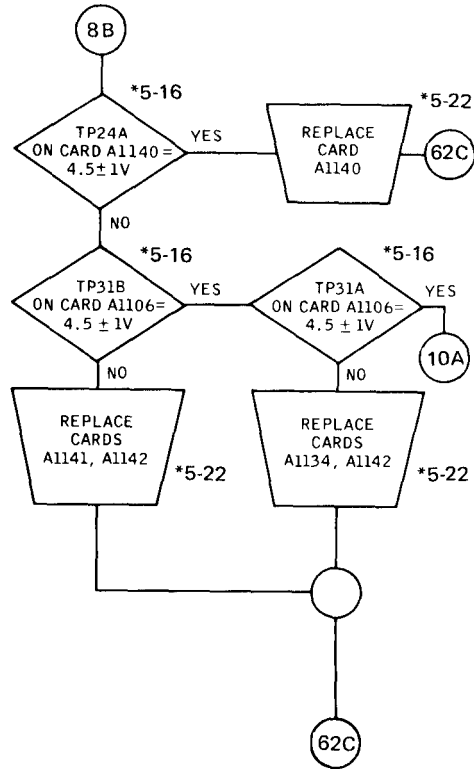 8B
*5-16
TP24A
ON CARD A1140 =
4.5 ± 1V
YES
*5-22
REPLACE
CARD
A1140
62C
NO
*5-16
TP31B
ON CARD A1106=
4.5 ± 1V
YES
*5-16
TP31A
ON CARD A1106=
4.5 ± 1V
YES
10A
NO
REPLACE
CARDS
A1141, A1142
*5-22
NO
REPLACE
CARDS
A1134, A1142
*5-22
62C